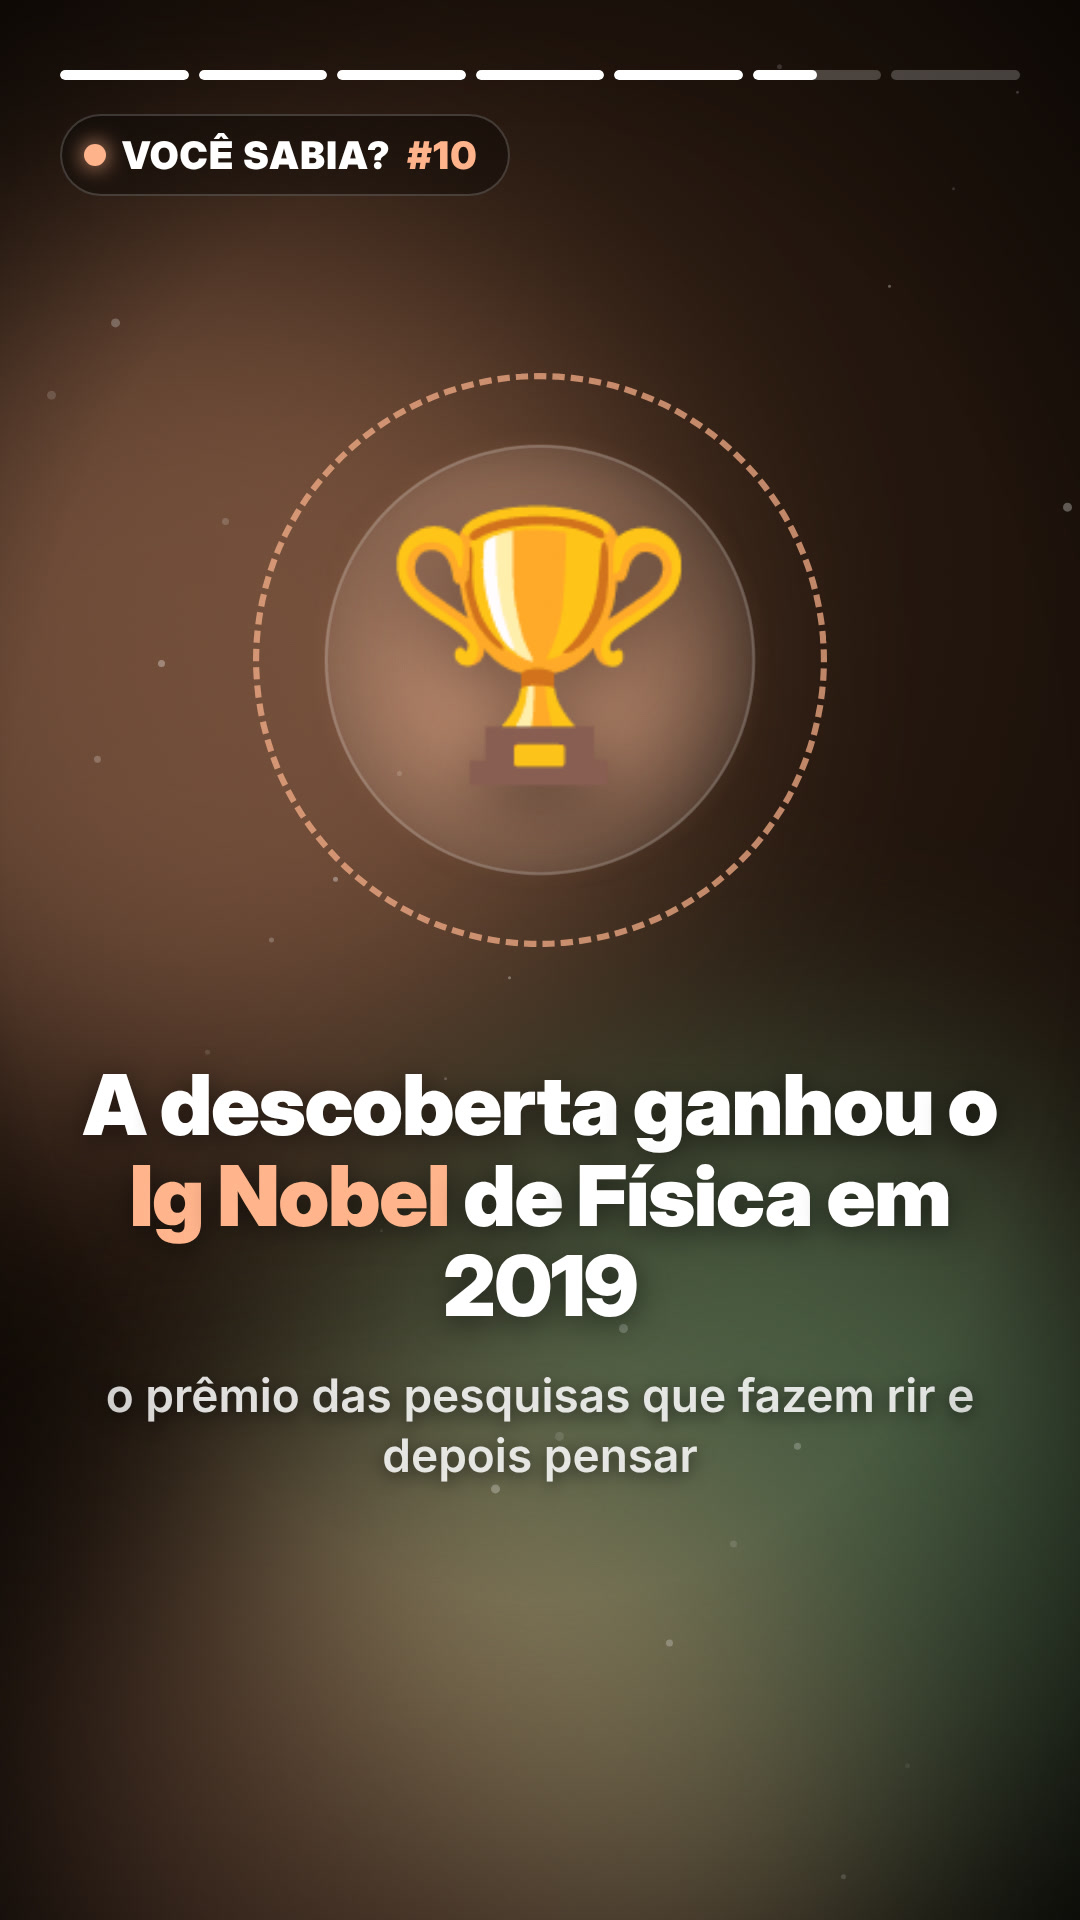 VOCÊ SABIA? #10
A descoberta ganhou o
Ig Nobel de Física em
2019
o prêmio das pesquisas que fazem rir e
depois pensar